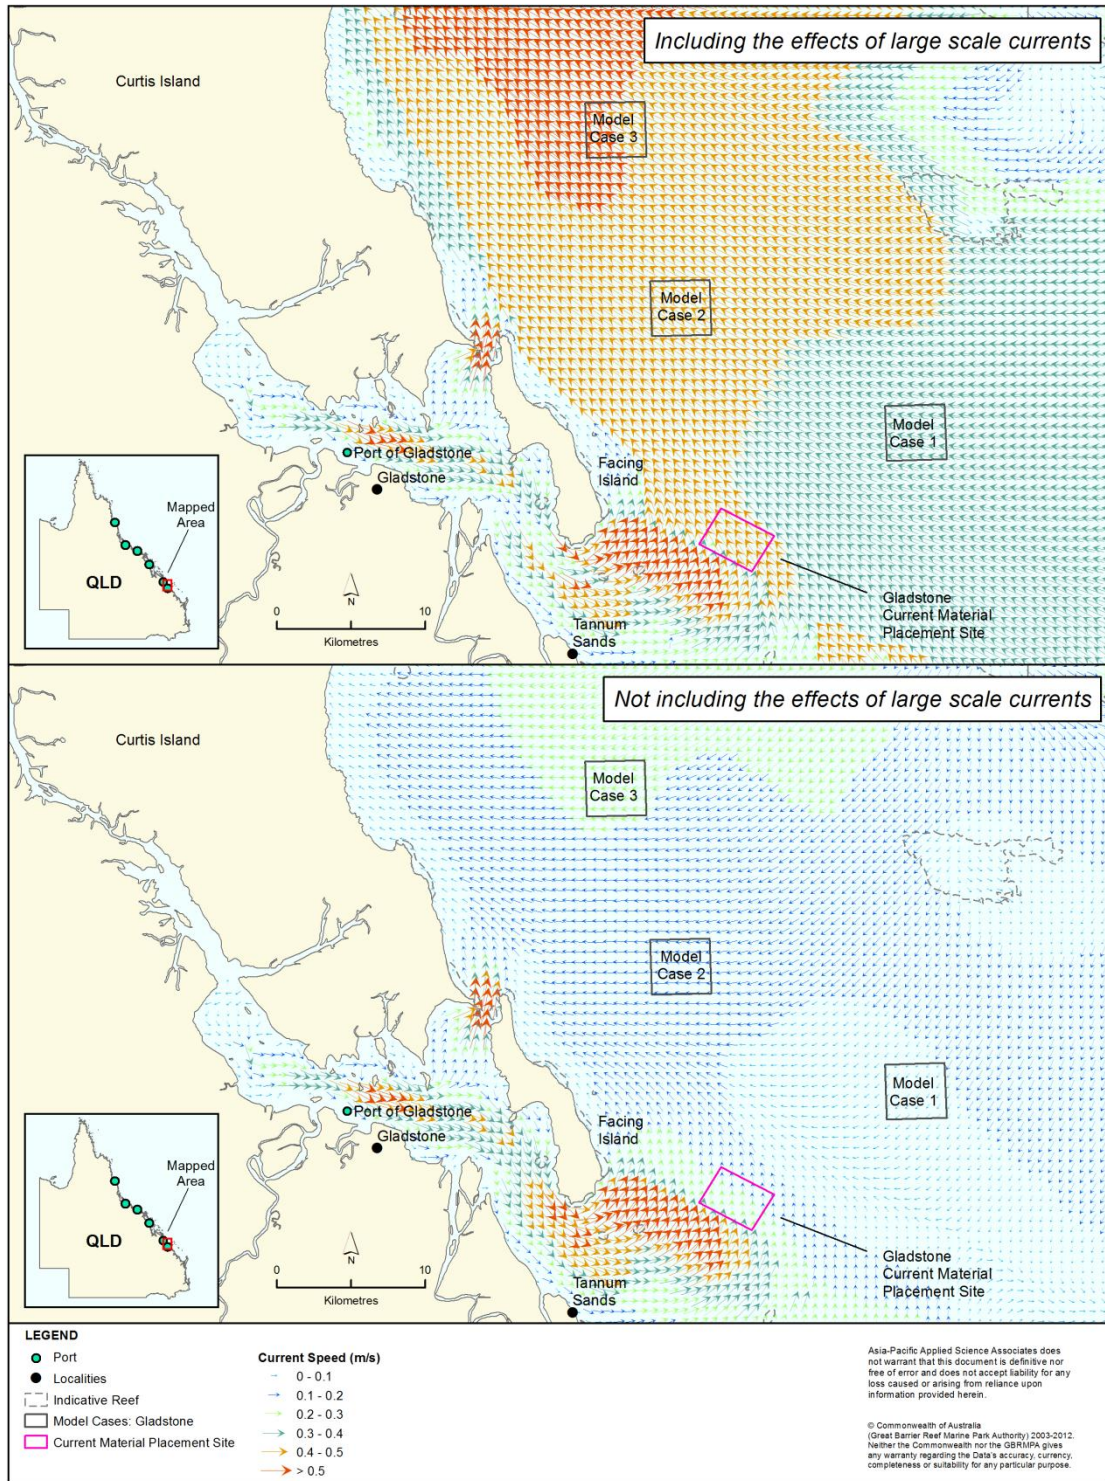 Including the effects of large scale currents
Curtis Island
Model
Case 3
Model
Case 2
Model
Case 1
Port of Gladstone
Gladstone
Facing
Island
Mapped
Area
QLD
N
0
10
Kilometres
Tannum
Sands
Gladstone
Current Material
Placement Site
Not including the effects of large scale currents
Curtis Island
Model
Case 3
Model
Case 2
Model
Case 1
Port of Gladstone
Gladstone
Facing
Island
Mapped
Area
QLD
N
0
10
Kilometres
Tannum
Sands
Gladstone
Current Material
Placement Site
LEGEND
Port
Localities
Indicative Reef
Model Cases: Gladstone
Current Material Placement Site
Current Speed (m/s)
0 - 0.1
0.1 - 0.2
0.2 - 0.3
0.3 - 0.4
0.4 - 0.5
> 0.5
Asia-Pacific Applied Science Associates does
not warrant that this document is definitive nor
free of error and does not accept liability for any
loss caused or arising from reliance upon
information provided herein.
© Commonwealth of Australia
(Great Barrier Reef Marine Park Authority) 2003-2012.
Neither the Commonwealth nor the GBRMPA gives
any warranty regarding the Data's accuracy, currency,
completeness or suitability for any particular purpose.